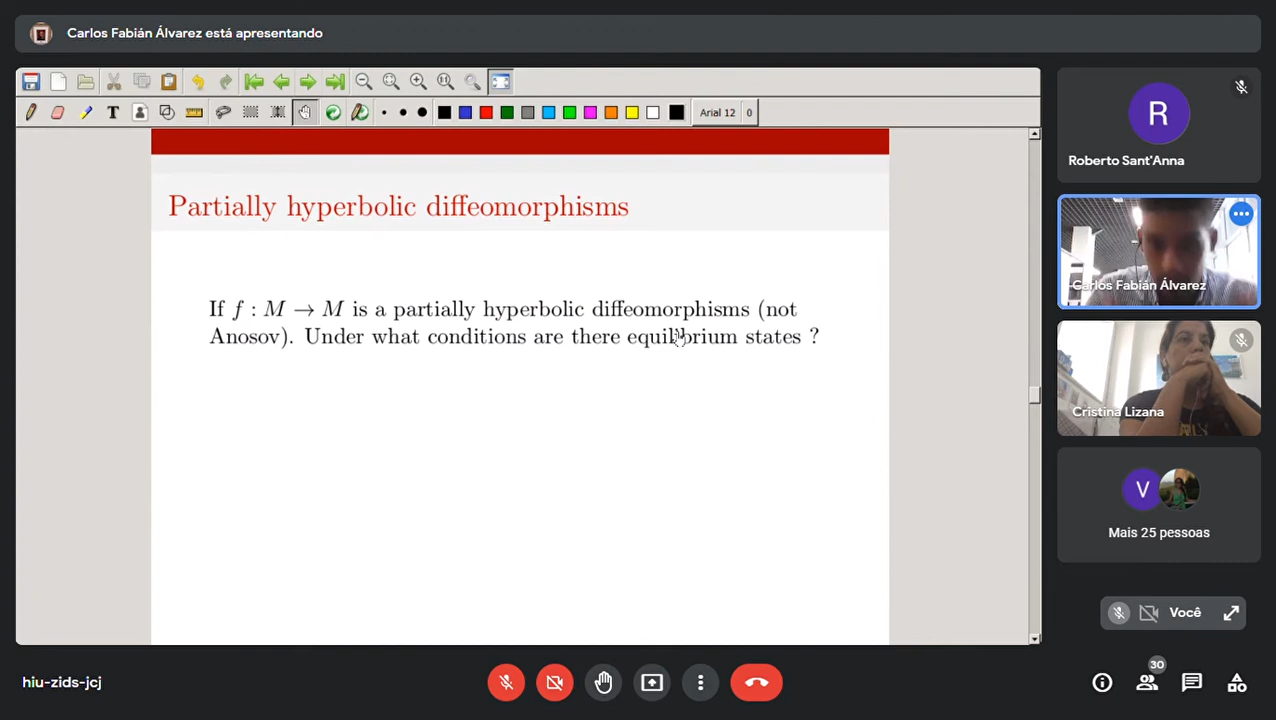 Carlos Fabián Álvarez está apresentando
T
Arial 12 0
Partially hyperbolic diffeomorphisms
If f : M → M is a partially hyperbolic diffeomorphisms (not
Anosov). Under what conditions are there equilibrium states ?
R
Roberto Sant'Anna
Carlos Fabián Álvarez
Cristina Lizana
V
Mais 25 pessoas
Você
hiu-zids-jcj
30